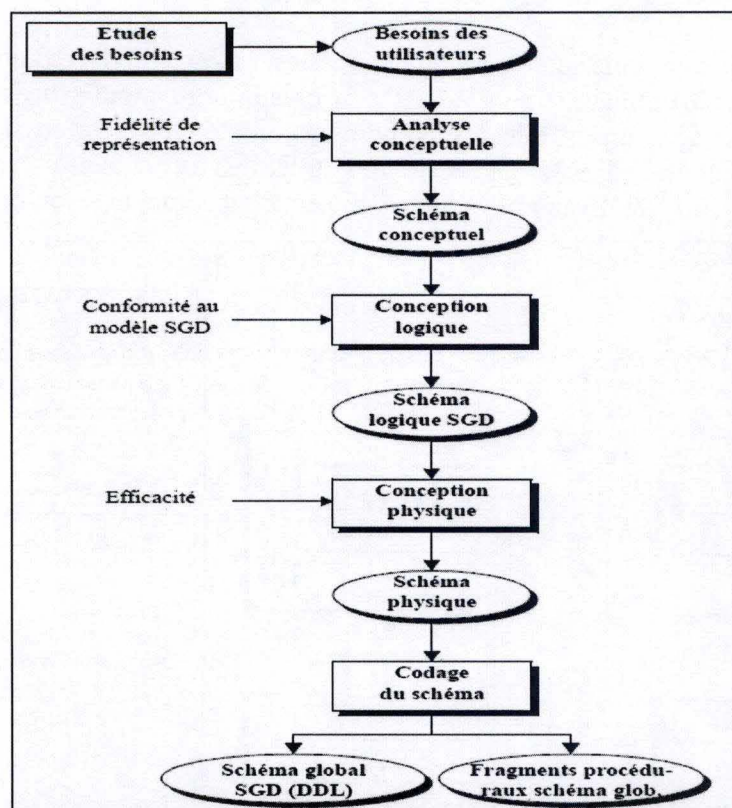 Etude
des besoins
Besoins des
utilisateurs
Fidélité de
représentation
Analyse
conceptuelle
Schéma
conceptuel
Conformité au
modèle SGD
Conception
logique
Schéma
logique SGD
Efficacité
Conception
physique
Schéma
physique
Codage
du schéma
Schéma global
SGD (DDL)
Fragments procédu-
raux schéma glob.